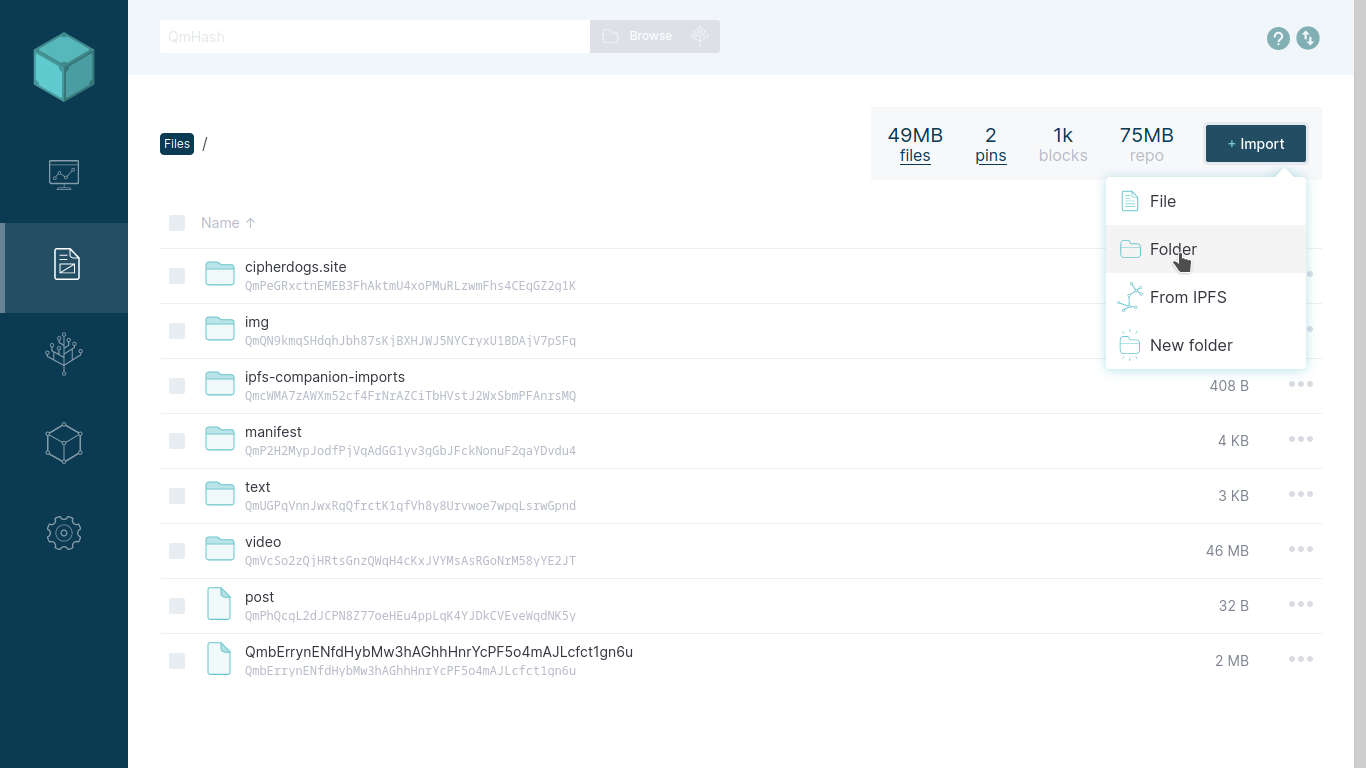 QmHash
Browse
?
Files /
49MB
files
2
pins
1k
blocks
75MB
repo
+ Import
File
Folder
From IPFS
New folder
Name ↑
cipherdogs.site
QmPeGRxctnEMEB3FhAktmU4xoPMuRLzwmFhs4CEqGZ2q1K
img
QmQN9kmqSHdqhJbh87sKjBXHJWJ5NYCryxU1BDAjV7pSFq
ipfs-companion-imports
QmcWMA7zAWXm52cf4FrNrAZCiTbHVstJ2WxSbmPFAnrsMQ
408 B
manifest
QmP2H2MypJodfPjVqAdGG1yv3qGbJFckNonuF2qaYDvdu4
4 KB
text
QmUGPqVnnJwxRqQfrctK1qfVh8y8Urvwoe7wpqLsrwGpnd
3 KB
video
QmVcSo2zQjHRtsGnzQWqH4cKxJVYMsAsRGoNrM58yYE2JT
46 MB
post
QmPhQcqL2dJCPN8Z77oeHEu4ppLqK4YJDkCVEveWqdNK5y
32 B
QmbErrynENfdHybMw3hAGhhHnrYcPF5o4mAJLcfct1gn6u
QmbErrynENfdHybMw3hAGhhHnrYcPF5o4mAJLcfct1gn6u
2 MB